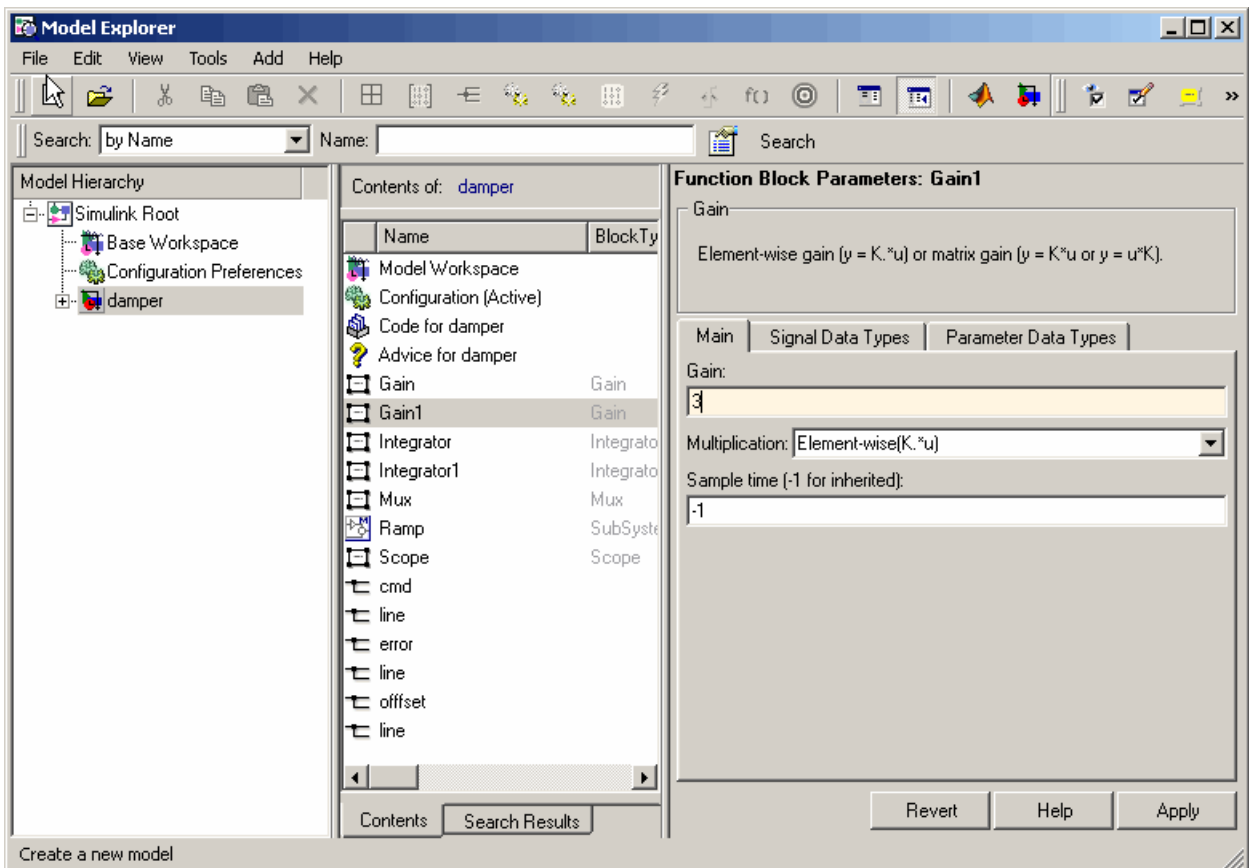 Model Explorer
File Edit View Tools Add Help
f() »
Search: by Name Name: Search
Model Hierarchy
Simulink Root
Base Workspace
Configuration Preferences
damper
Contents of: damper
Name BlockTy
Model Workspace
Configuration (Active)
Code for damper
Advice for damper
Gain Gain
Gain1 Gain
Integrator Integrato
Integrator1 Integrato
Mux Mux
Ramp SubSyste
Scope Scope
cmd
line
error
line
offfset
line
Contents Search Results
Function Block Parameters: Gain1
Gain
Element-wise gain (y = K.*u) or matrix gain (y = K*u or y = u*K).
Main Signal Data Types Parameter Data Types
Gain:
3
Multiplication: Element-wise(K.*u)
Sample time (-1 for inherited):
-1
Revert Help Apply
Create a new model